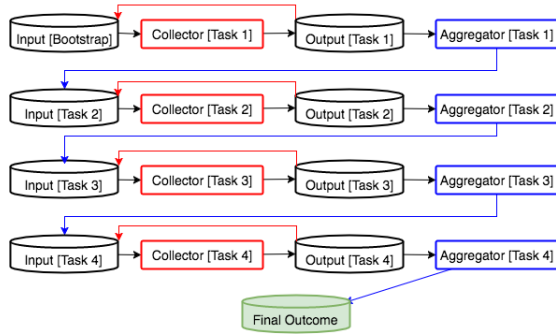 Input [Bootstrap] Collector [Task 1] Output [Task 1] Aggregator [Task 1]
Input [Task 2] Collector [Task 2] Output [Task 2] Aggregator [Task 2]
Input [Task 3] Collector [Task 3] Output [Task 3] Aggregator [Task 3]
Input [Task 4] Collector [Task 4] Output [Task 4] Aggregator [Task 4]
Final Outcome